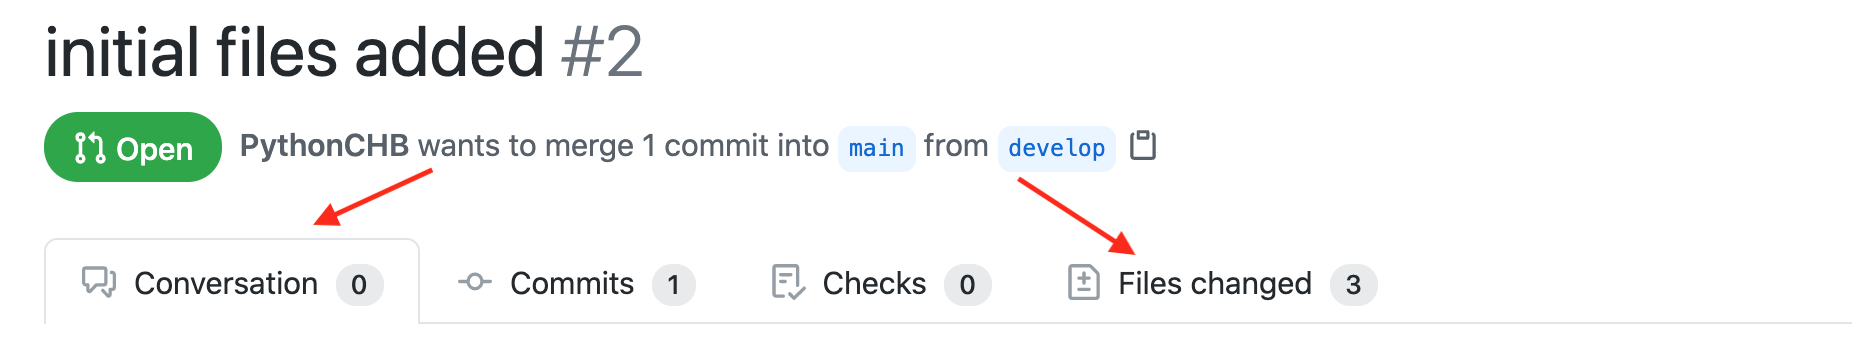 initial files added #2
Open PythonCHB wants to merge 1 commit into main from develop
Conversation 0 Commits 1 Checks 0 Files changed 3